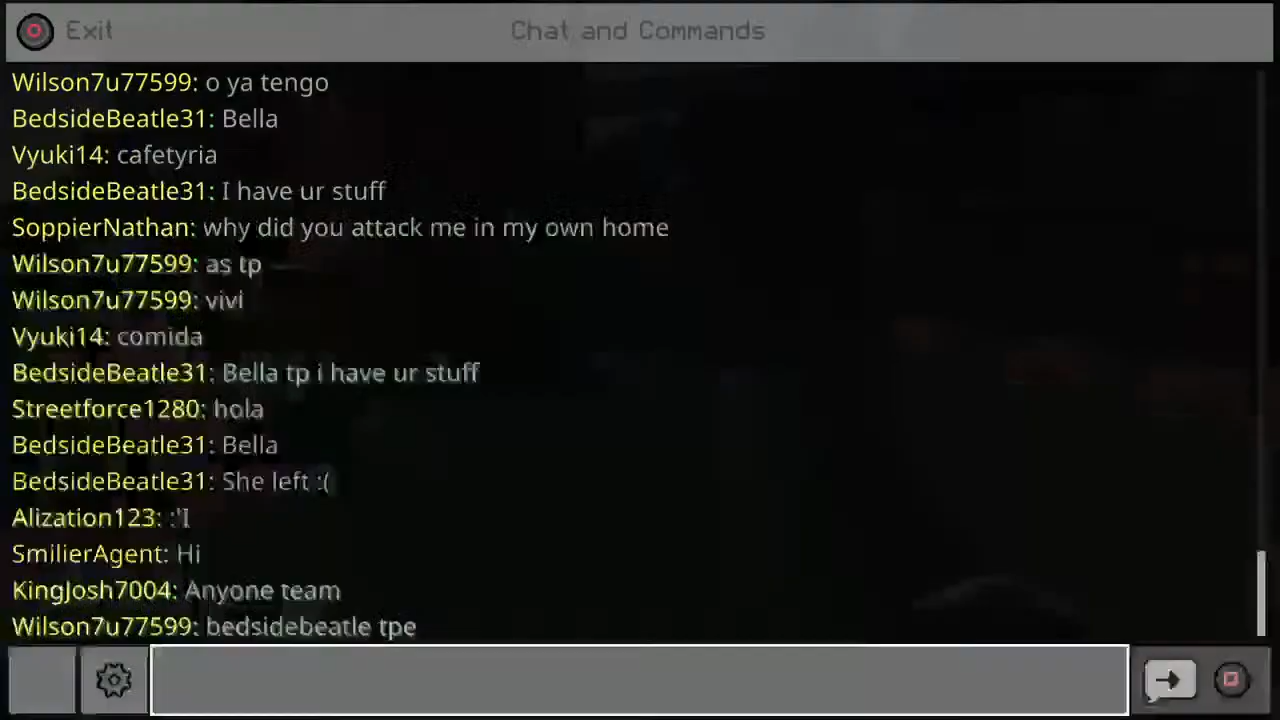 Exit
Chat and Commands
Wilson7u77599: o ya tengo
BedsideBeatle31: Bella
Vyuki14: cafetyria
BedsideBeatle31: I have ur stuff
SoppierNathan: why did you attack me in my own home
Wilson7u77599: as tp
Wilson7u77599: vivi
Vyuki14: comida
BedsideBeatle31: Bella tp i have ur stuff
Streetforce1280: hola
BedsideBeatle31: Bella
BedsideBeatle31: She left :(
Alization123: :'I
SmilierAgent: Hi
KingJosh7004: Anyone team
Wilson7u77599: bedsidebeatle tpe